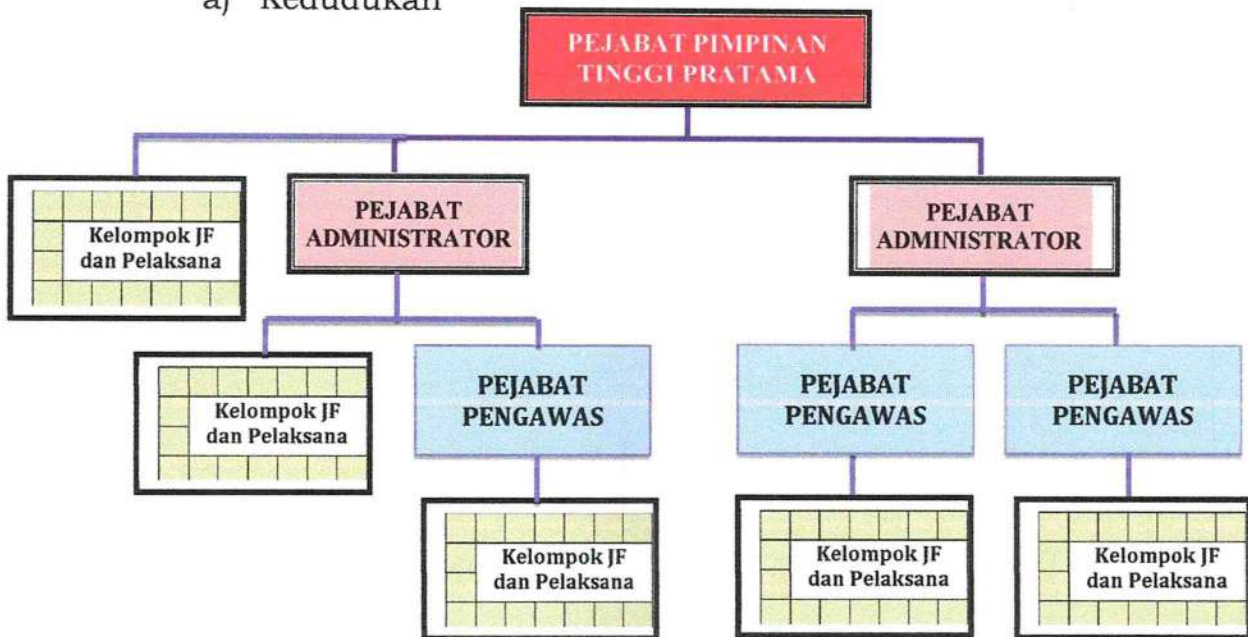 a) Kedudukan
PEJABAT PIMPINAN
TINGGI PRATAMA
Kelompok JF
dan Pelaksana
PEJABAT
ADMINISTRATOR
PEJABAT
ADMINISTRATOR
Kelompok JF
dan Pelaksana
PEJABAT
PENGAWAS
PEJABAT
PENGAWAS
PEJABAT
PENGAWAS
Kelompok JF
dan Pelaksana
Kelompok JF
dan Pelaksana
Kelompok JF
dan Pelaksana